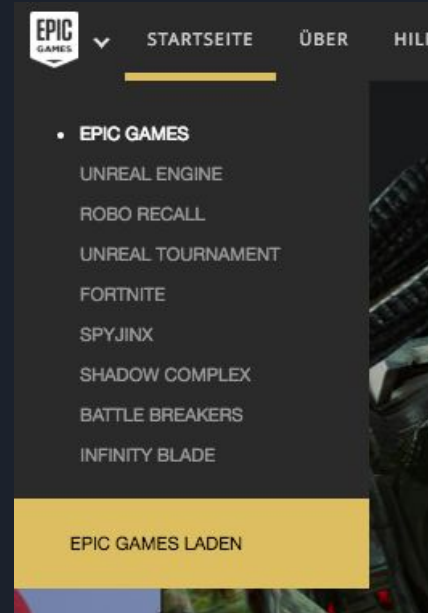 EPIC
GAMES
STARTSEITE ÜBER
EPIC GAMES
UNREAL ENGINE
ROBO RECALL
UNREAL TOURNAMENT
FORTNITE
SPYJINX
SHADOW COMPLEX
BATTLE BREAKERS
INFINITY BLADE
EPIC GAMES LADEN